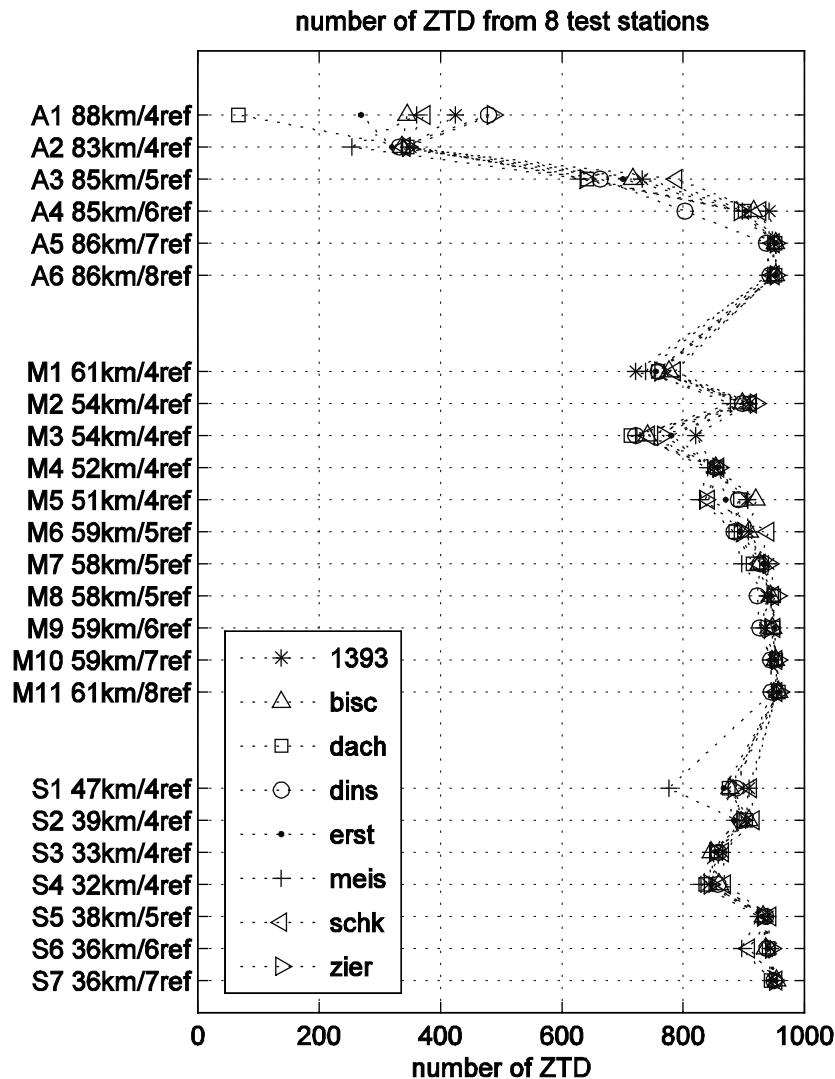 number of ZTD from 8 test stations
A1 88km/4ref
A2 83km/4ref
A3 85km/5ref
A4 85km/6ref
A5 86km/7ref
A6 86km/8ref
M1 61km/4ref
M2 54km/4ref
M3 54km/4ref
M4 52km/4ref
M5 51km/4ref
M6 59km/5ref
M7 58km/5ref
M8 58km/5ref
M9 59km/6ref
M10 59km/7ref
M11 61km/8ref
S1 47km/4ref
S2 39km/4ref
S3 33km/4ref
S4 32km/4ref
S5 38km/5ref
S6 36km/6ref
S7 36km/7ref
1393
bisc
dach
dins
erst
meis
schk
zier
0 200 400 600 800 1000
number of ZTD